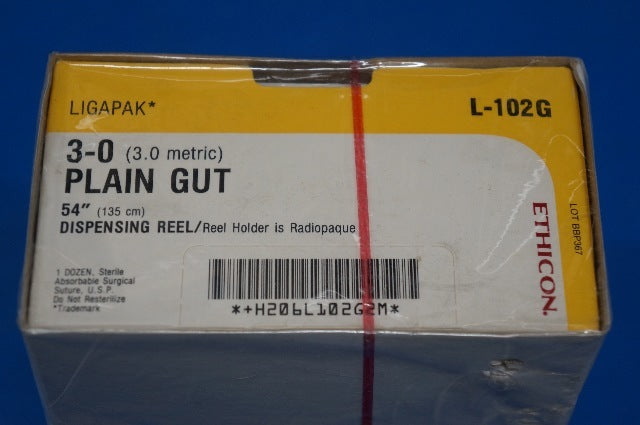 LIGAPAK*
L-102G
3-0 (3.0 metric)
PLAIN GUT
54" (135 cm)
DISPENSING REEL/Reel Holder is Radiopaque
1 DOZEN, Sterile
Absorbable Surgical
Suture, U.S.P.
Do Not Resterilize
*Trademark
*+H206L102G2M*
ETHICON
LOT BBP367